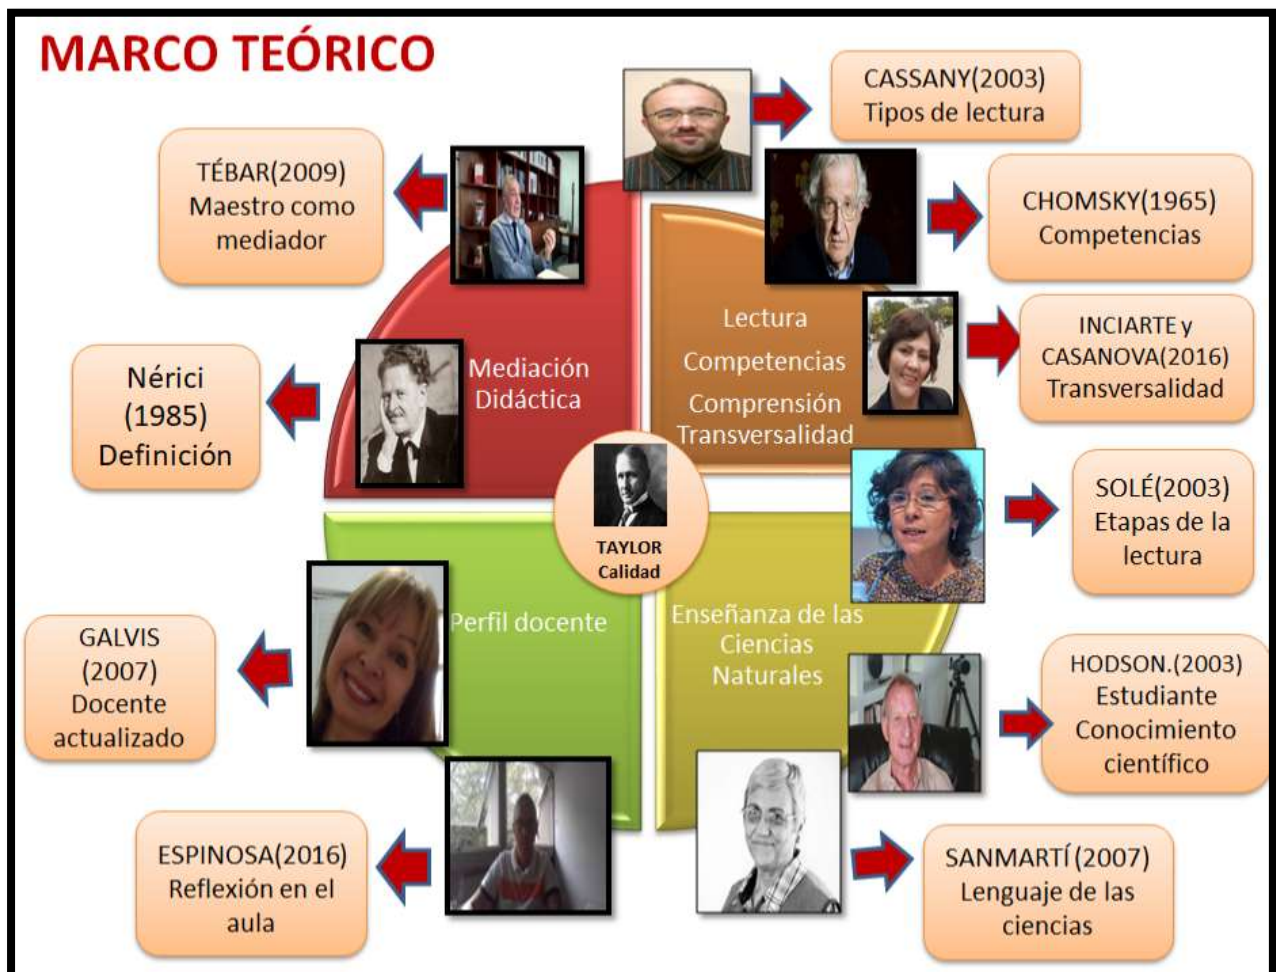 MARCO TEÓRICO
CASSANY(2003)
Tipos de lectura
TÉBAR(2009)
Maestro como
mediador
CHOMSKY(1965)
Competencias
INCIARTE y
CASANOVA(2016)
Transversalidad
Lectura
Competencias
Comprensión
Transversalidad
Mediación
Didáctica
Nérici
(1985)
Definición
TAYLOR
Calidad
SOLÉ(2003)
Etapas de la
lectura
Perfil docente
Enseñanza de las
Ciencias
Naturales
GALVIS
(2007)
Docente
actualizado
HODSON.(2003)
Estudiante
Conocimiento
científico
ESPINOSA(2016)
Reflexión en el
aula
SANMARTÍ(2007)
Lenguaje de las
ciencias